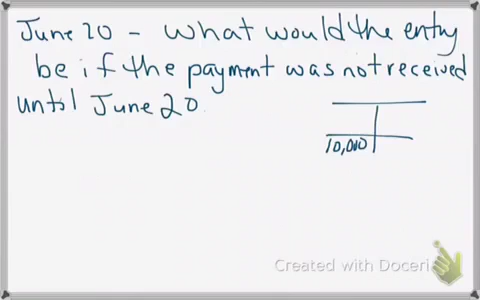 June 20 - What would the entry
be if the payment was not received
until June 20
10,000
Created with Doceri